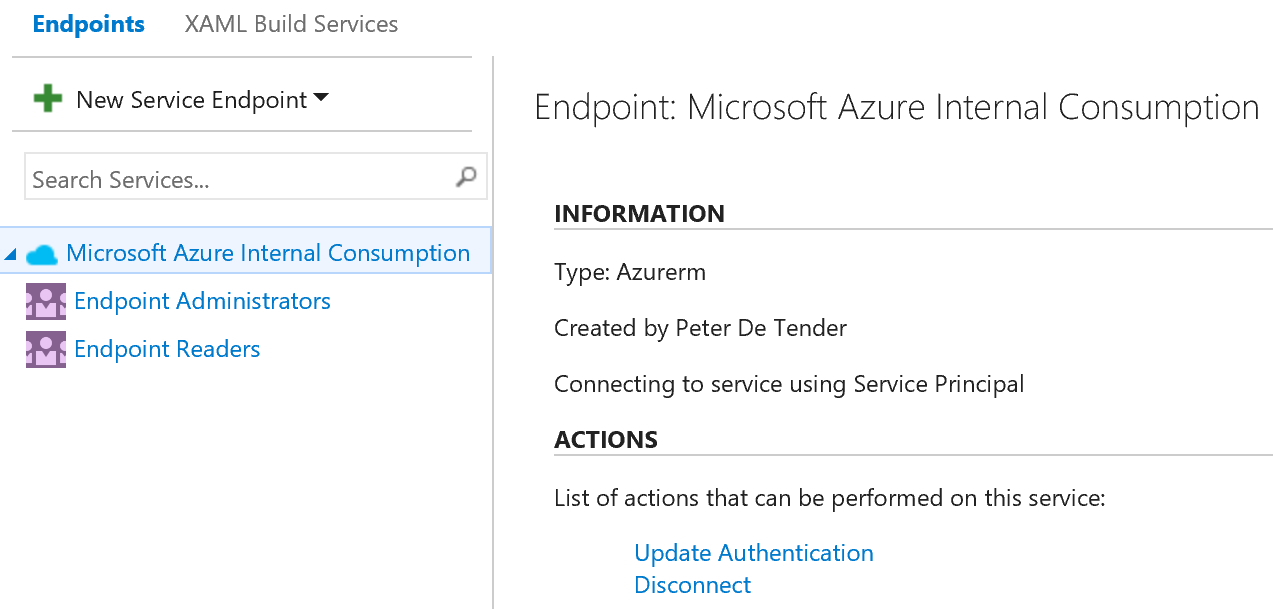 Endpoints XAML Build Services
New Service Endpoint
Search Services...
Microsoft Azure Internal Consumption
Endpoint Administrators
Endpoint Readers
Endpoint: Microsoft Azure Internal Consumption
INFORMATION
Type: Azurerm
Created by Peter De Tender
Connecting to service using Service Principal
ACTIONS
List of actions that can be performed on this service:
Update Authentication
Disconnect